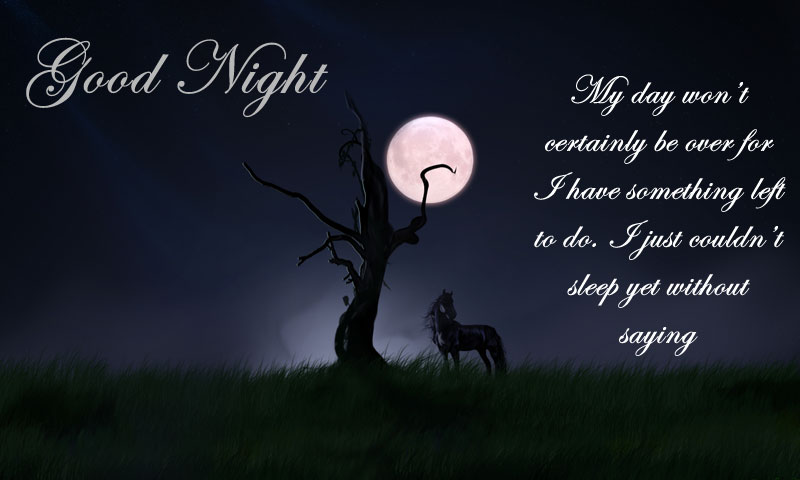 Good Night
My day won't
certainly be over for
I have something left
to do. I just couldn't
sleep yet without
saying